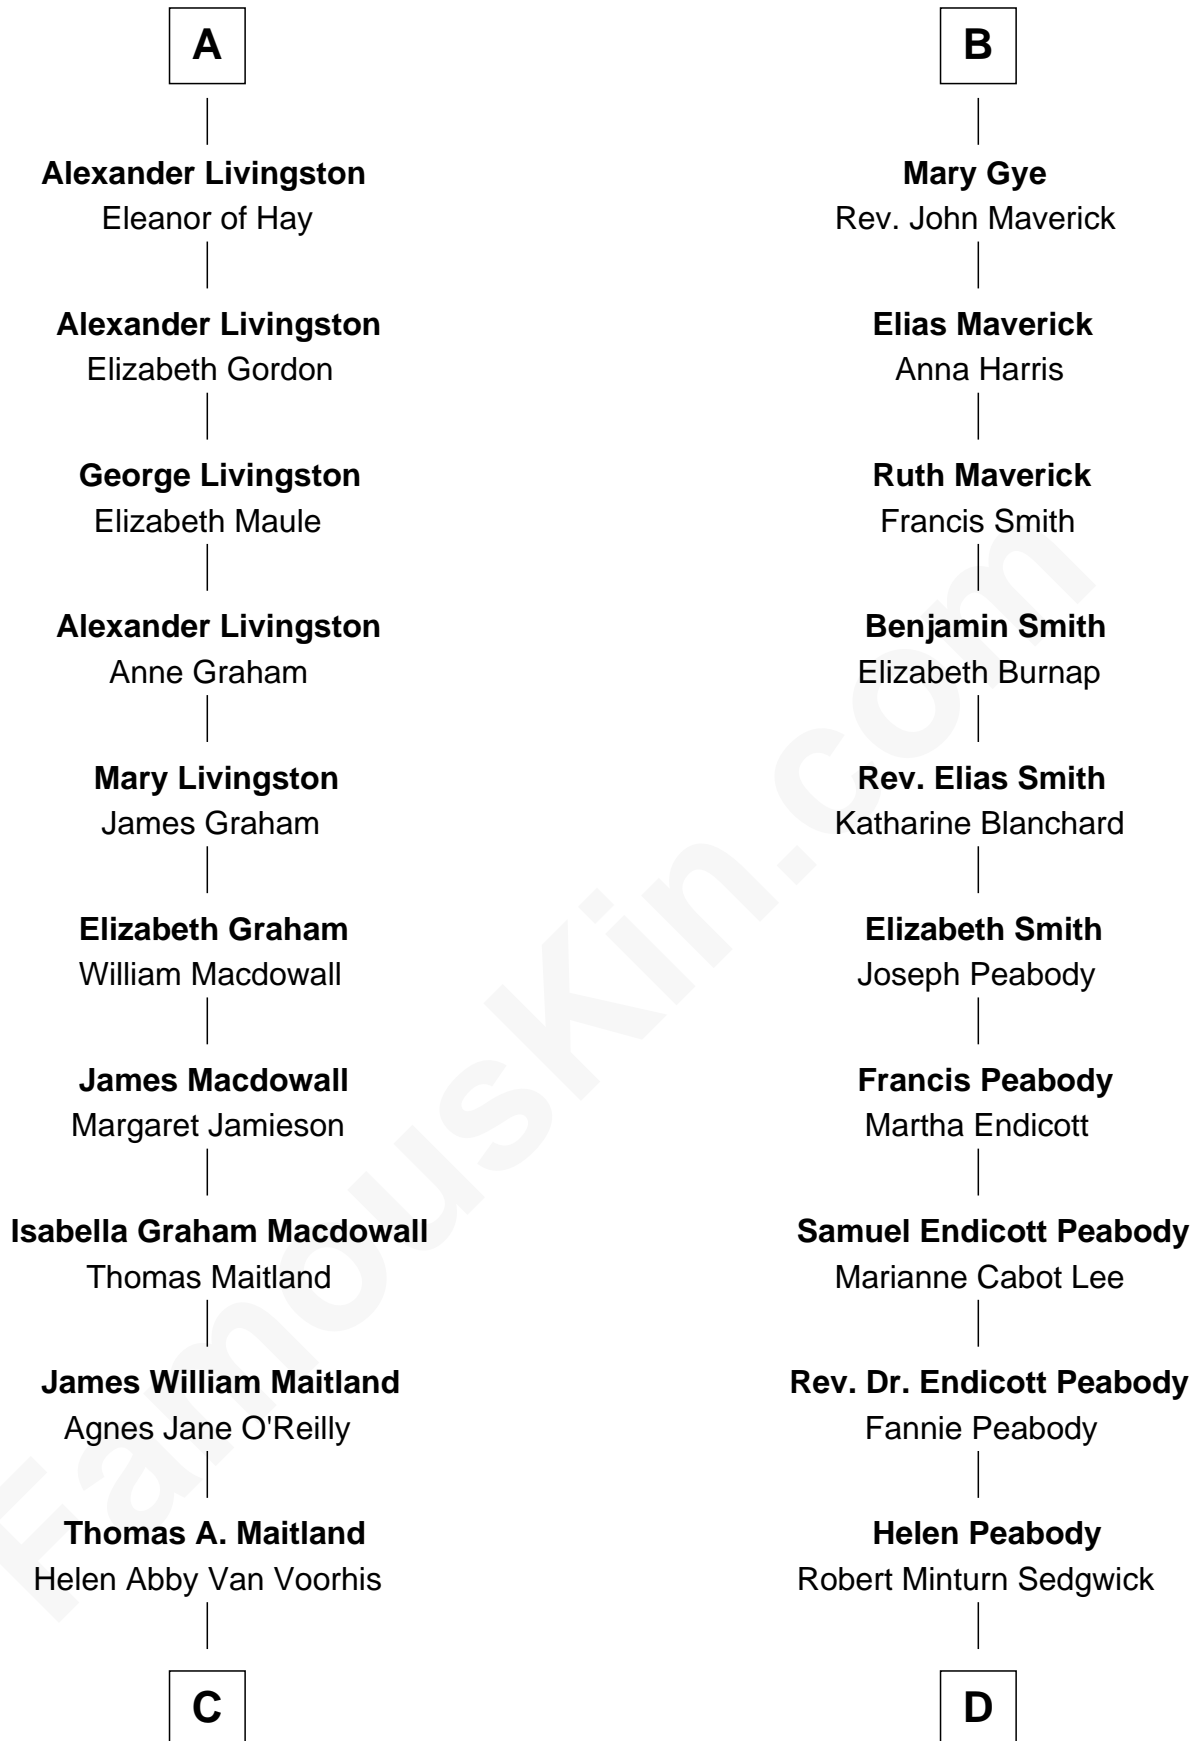 A
Alexander Livingston
Eleanor of Hay
Alexander Livingston
Elizabeth Gordon
George Livingston
Elizabeth Maule
Alexander Livingston
Anne Graham
Mary Livingston
James Graham
Elizabeth Graham
William Macdowall
James Macdowall
Margaret Jamieson
Isabella Graham Macdowall
Thomas Maitland
James William Maitland
Agnes Jane O'Reilly
Thomas A. Maitland
Helen Abby Van Voorhis
C
B
Mary Gye
Rev. John Maverick
Elias Maverick
Anna Harris
Ruth Maverick
Francis Smith
Benjamin Smith
Elizabeth Burnap
Rev. Elias Smith
Katharine Blanchard
Elizabeth Smith
Joseph Peabody
Francis Peabody
Martha Endicott
Samuel Endicott Peabody
Marianne Cabot Lee
Rev. Dr. Endicott Peabody
Fannie Peabody
Helen Peabody
Robert Minturn Sedgwick
D
FamousKin.com